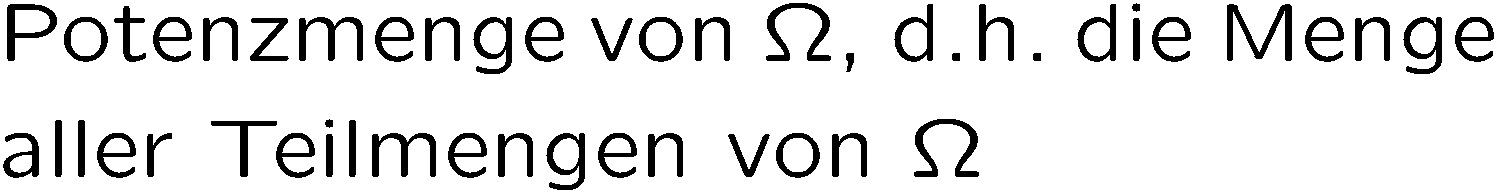 Potenzmenge von Ω, d.h. die Menge
aller Teilmengen von Ω